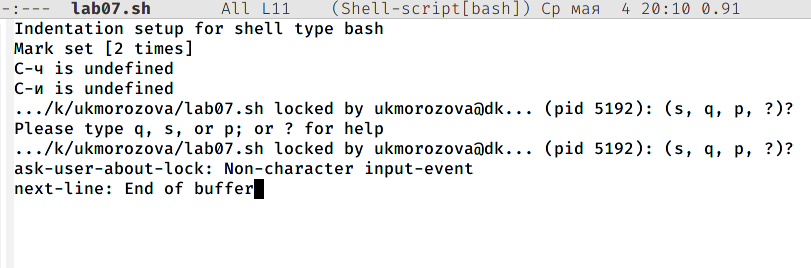 -:--- lab07.sh All L11 (Shell-script[bash]) Ср мая 4 20:10 0.91
Indentation setup for shell type bash
Mark set [2 times]
C-ч is undefined
C-и is undefined
.../k/ukmorozova/lab07.sh locked by ukmorozova@dk... (pid 5192): (s, q, p, ?)?
Please type q, s, or p; or ? for help
.../k/ukmorozova/lab07.sh locked by ukmorozova@dk... (pid 5192): (s, q, p, ?)?
ask-user-about-lock: Non-character input-event
next-line: End of buffer